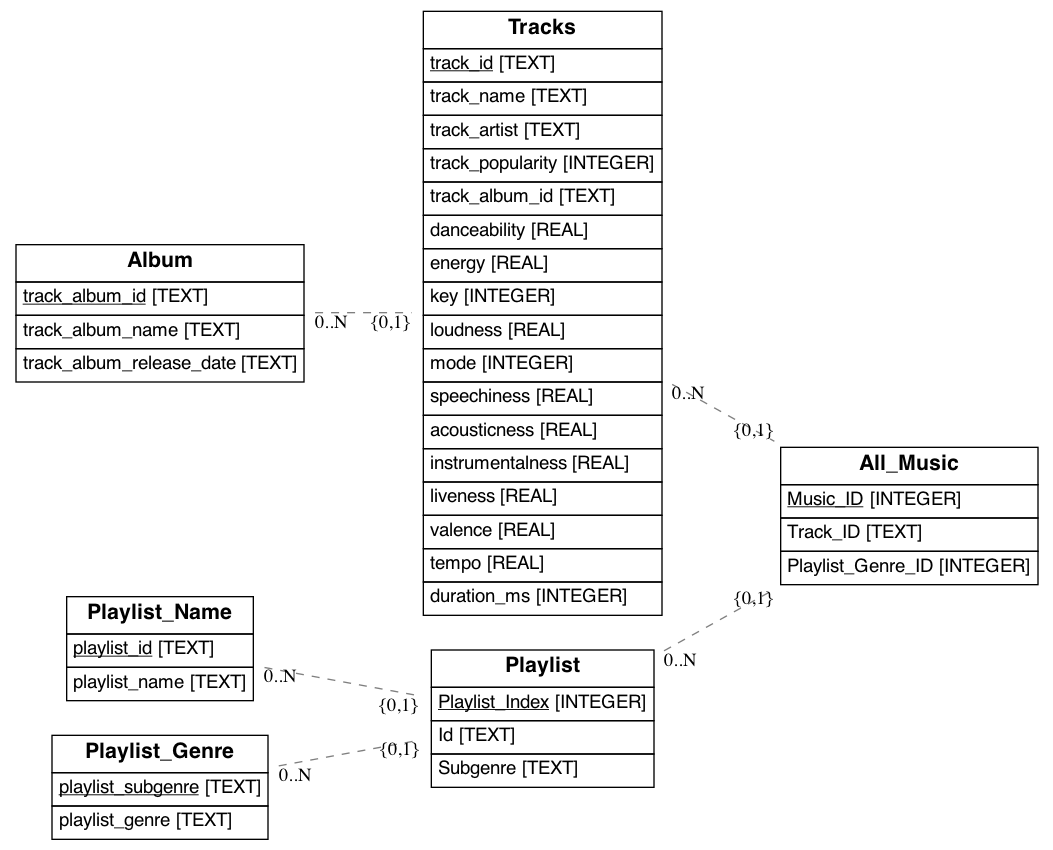 Tracks
track_id [TEXT]
track_name [TEXT]
track_artist [TEXT]
track_popularity [INTEGER]
track_album_id [TEXT]
danceability [REAL]
energy [REAL]
key [INTEGER]
loudness [REAL]
mode [INTEGER]
speechiness [REAL]
acousticness [REAL]
instrumentalness [REAL]
liveness [REAL]
valence [REAL]
tempo [REAL]
duration_ms [INTEGER]
Album
track_album_id [TEXT]
track_album_name [TEXT]
track_album_release_date [TEXT]
0..N {0,1}
0..N
{0,1}
All_Music
Music_ID [INTEGER]
Track_ID [TEXT]
Playlist_Genre_ID [INTEGER]
{0,1}
0..N
Playlist_Name
playlist_id [TEXT]
playlist_name [TEXT]
0..N
{0,1}
Playlist
Playlist_Index [INTEGER]
Id [TEXT]
Subgenre [TEXT]
{0,1}
0..N
Playlist_Genre
playlist_subgenre [TEXT]
playlist_genre [TEXT]